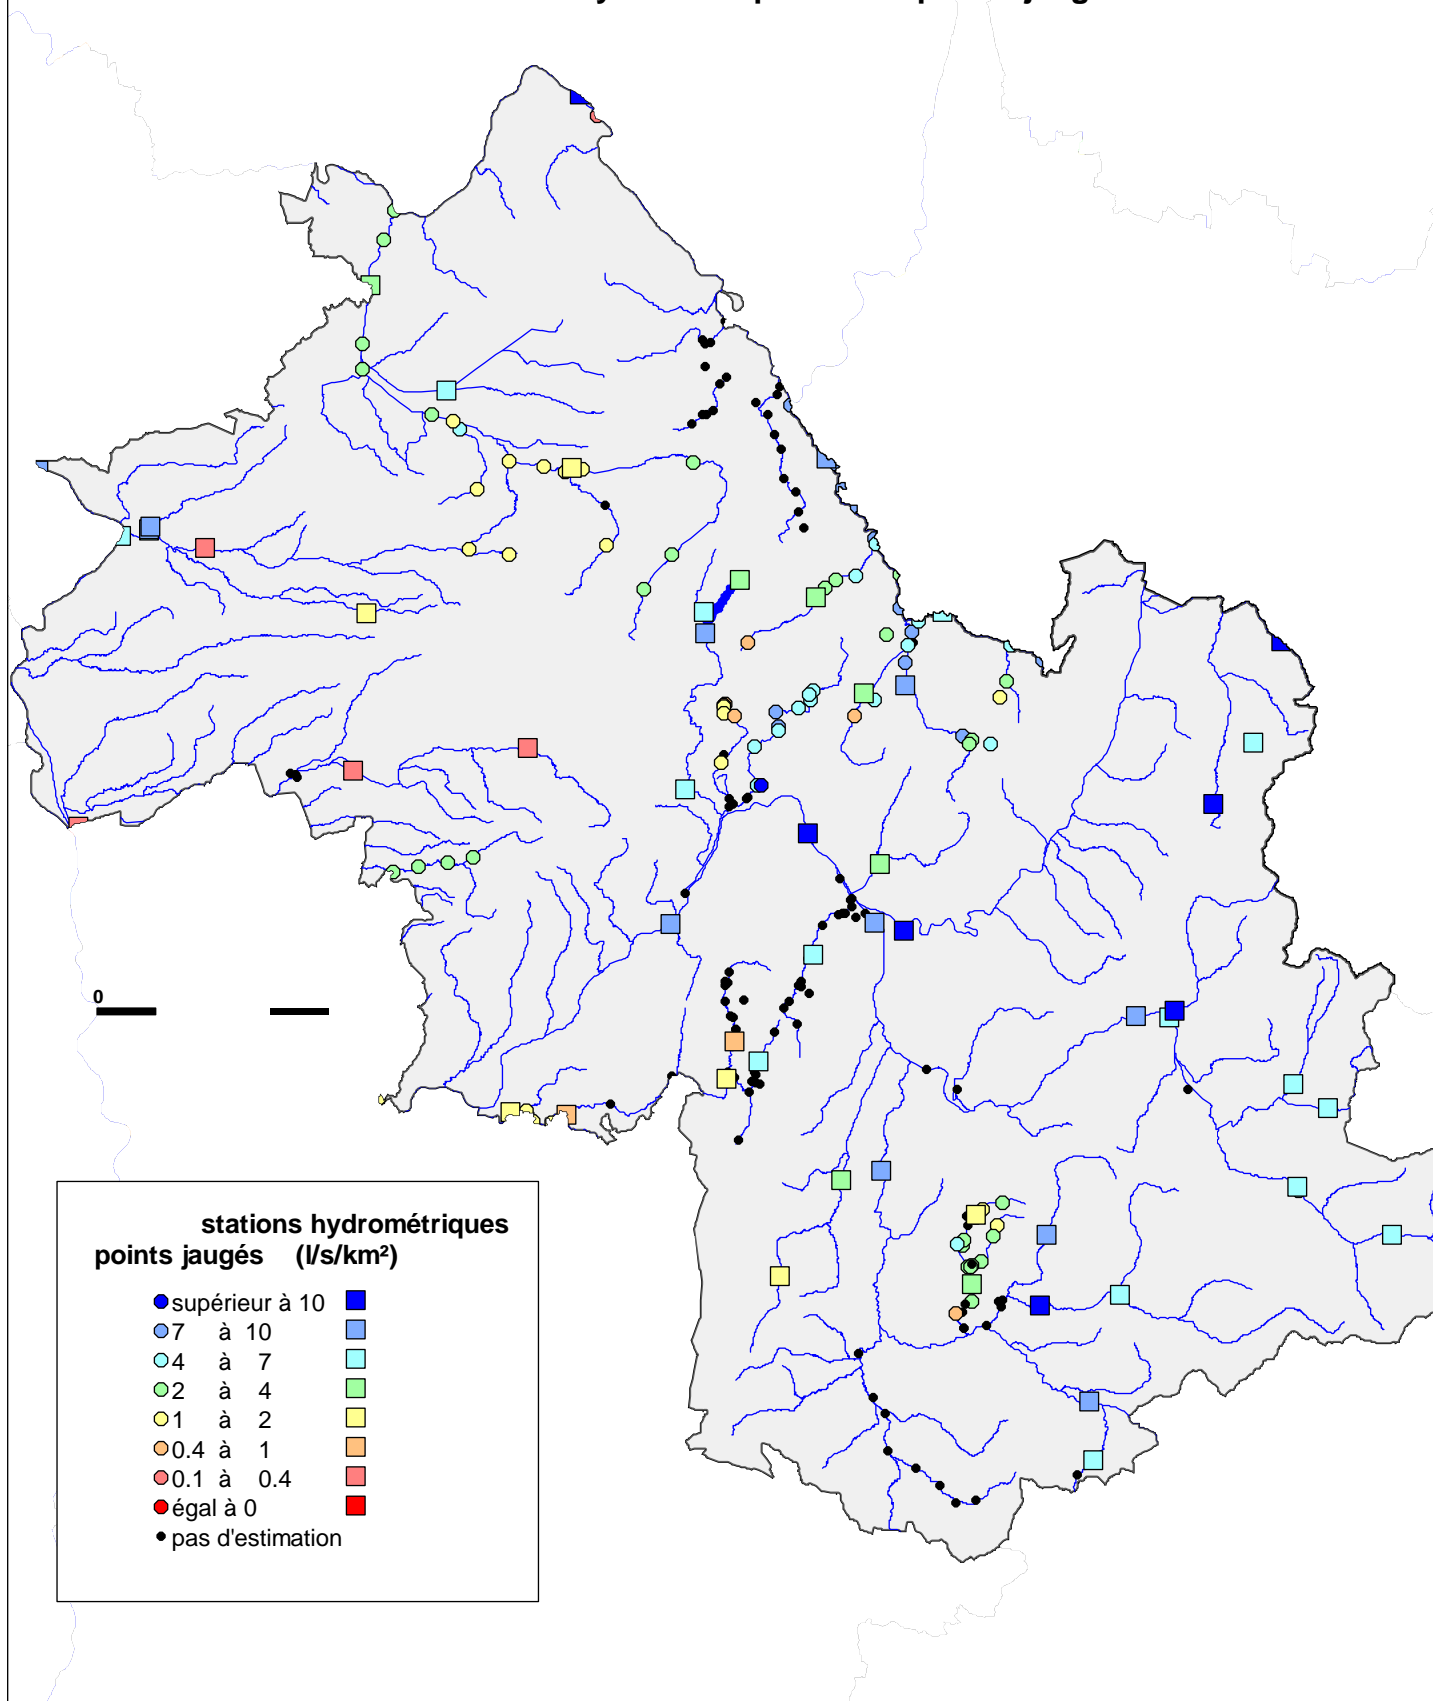 0
stations hydrométriques
points jaugés (l/s/km²)
supérieur à 10
7 à 10
4 à 7
2 à 4
1 à 2
0.4 à 1
0.1 à 0.4
égal à 0
pas d'estimation